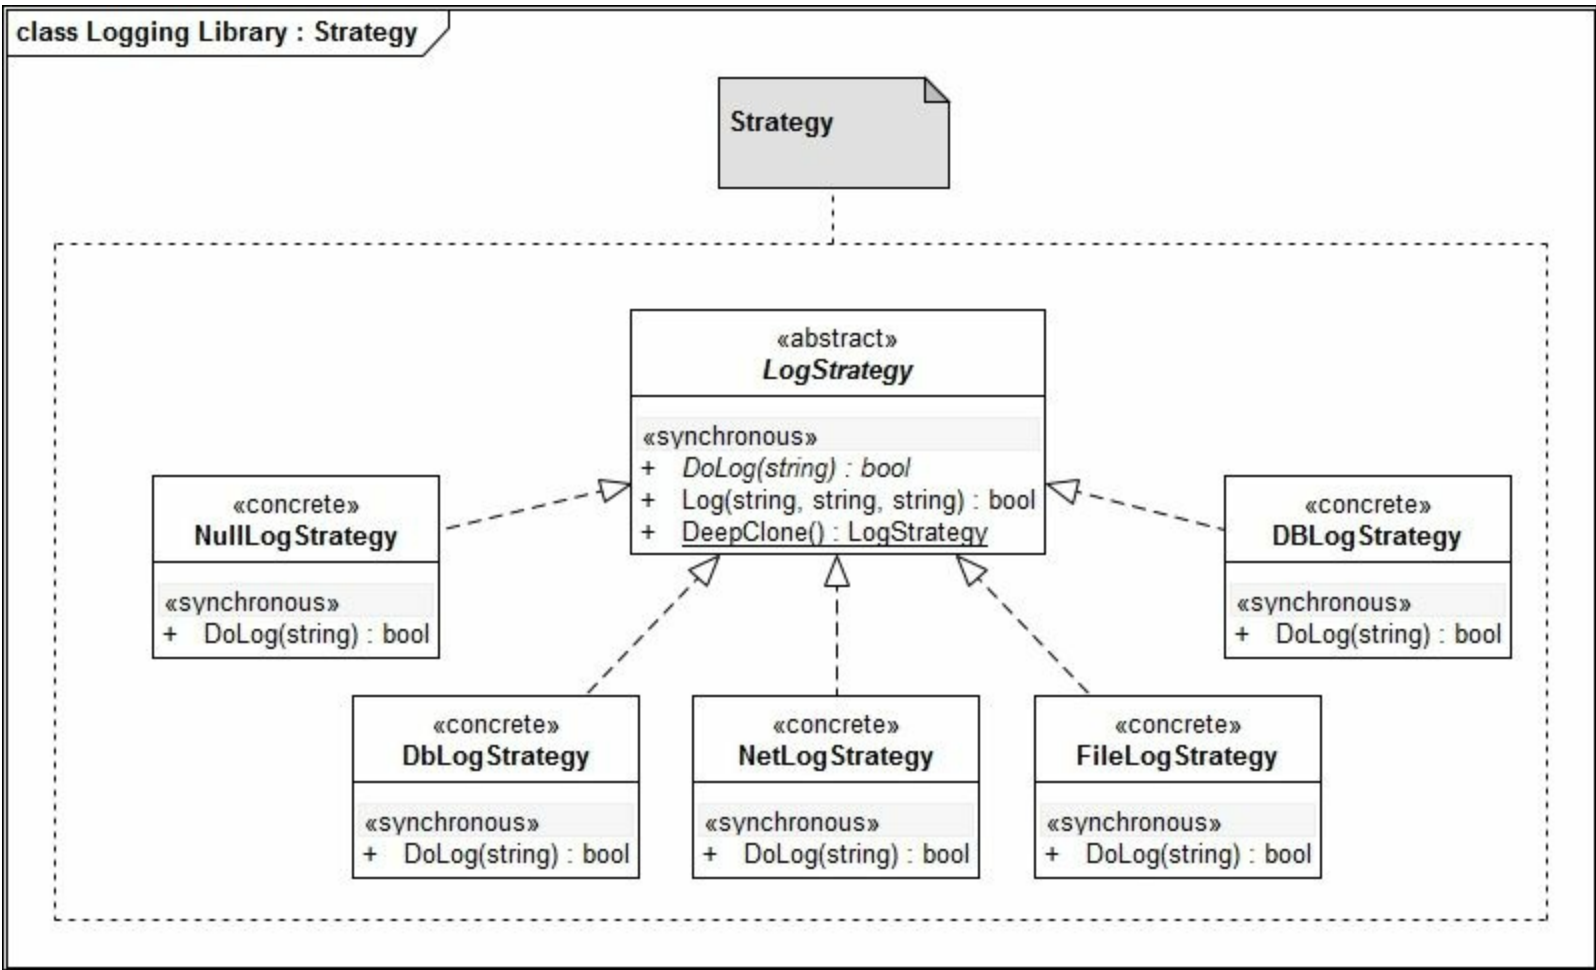 class Logging Library : Strategy
Strategy
«abstract»
LogStrategy
«synchronous»
+ DoLog(string) : bool
+ Log(string, string, string) : bool
+ DeepClone() : LogStrategy
«concrete»
NullLogStrategy
«synchronous»
+ DoLog(string) : bool
«concrete»
DBLogStrategy
«synchronous»
+ DoLog(string) : bool
«concrete»
DbLogStrategy
«synchronous»
+ DoLog(string) : bool
«concrete»
NetLogStrategy
«synchronous»
+ DoLog(string) : bool
«concrete»
FileLogStrategy
«synchronous»
+ DoLog(string) : bool